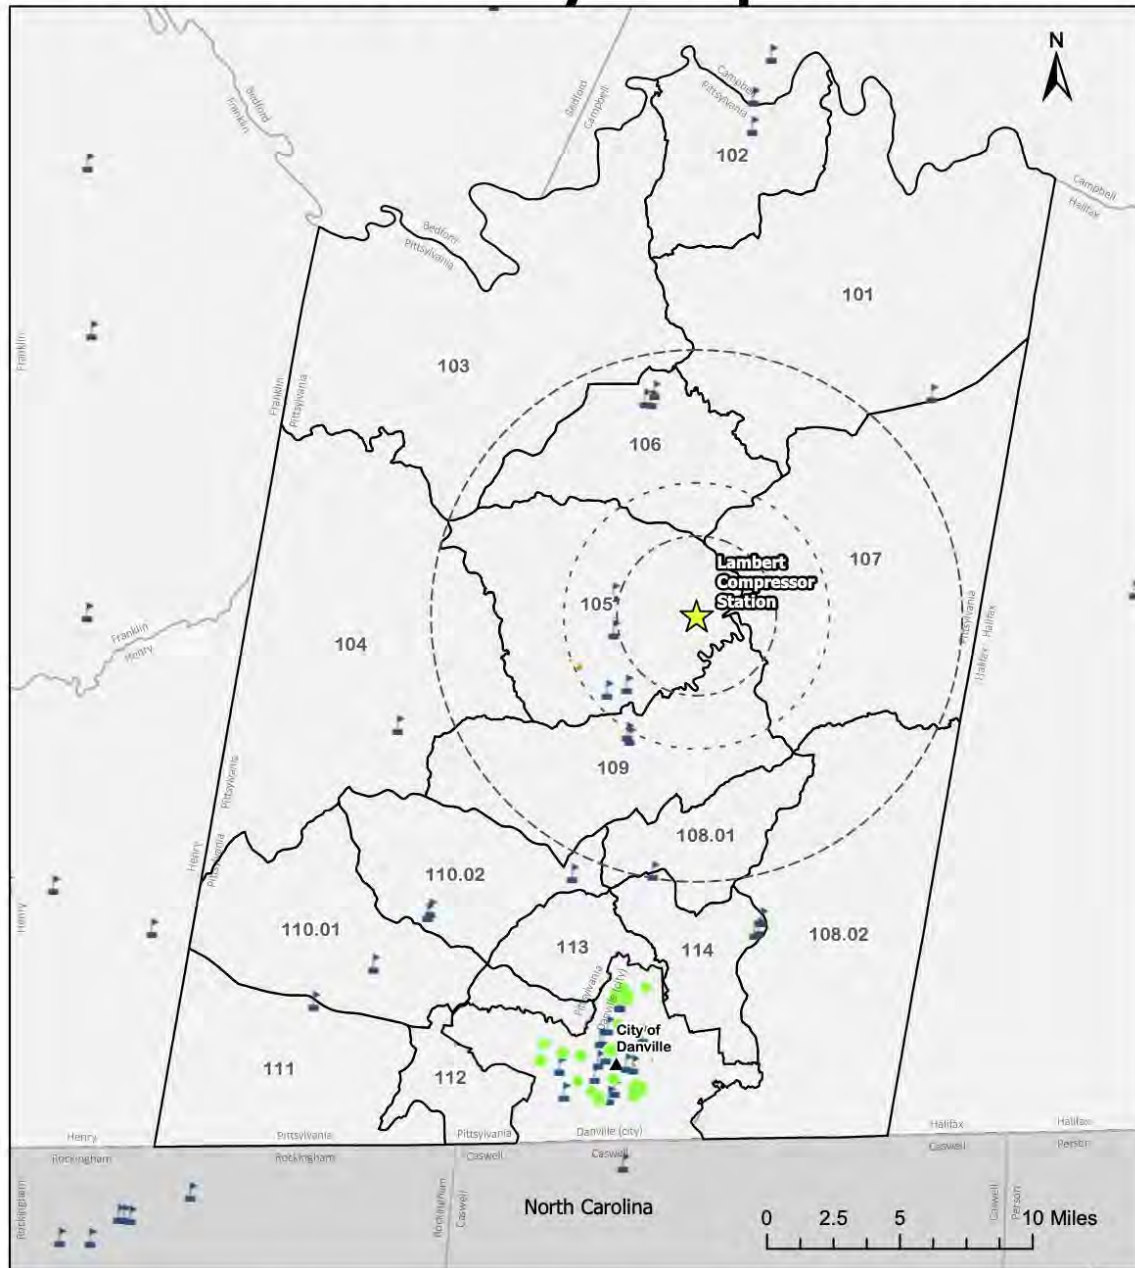 N
Bedford
Franklin
Bedford
Campbell
Campbell
Pittsylvania
102
Campbell
Halifax
Bedford
Pittsylvania
101
Franklin
103
Franklin
Pittsylvania
106
107
Lambert
Compressor
Station
105
Pittsylvania
Halifax
Halifax
Franklin
Henry
104
109
Pittsylvania
108.01
Henry
Pittsylvania
110.02
Henry
110.01
113
114
108.02
Pittsylvania
Danville (city)
City of
Danville
111
112
Henry
Pittsylvania
Pittsylvania
Danville (city)
Halifax
Halifax
Rockingham
Rockingham
Caswell
Caswell
Caswell
Person
Rockingham
Rockingham
Caswell
North Carolina
Caswell
Person
0
2.5
5
10 Miles